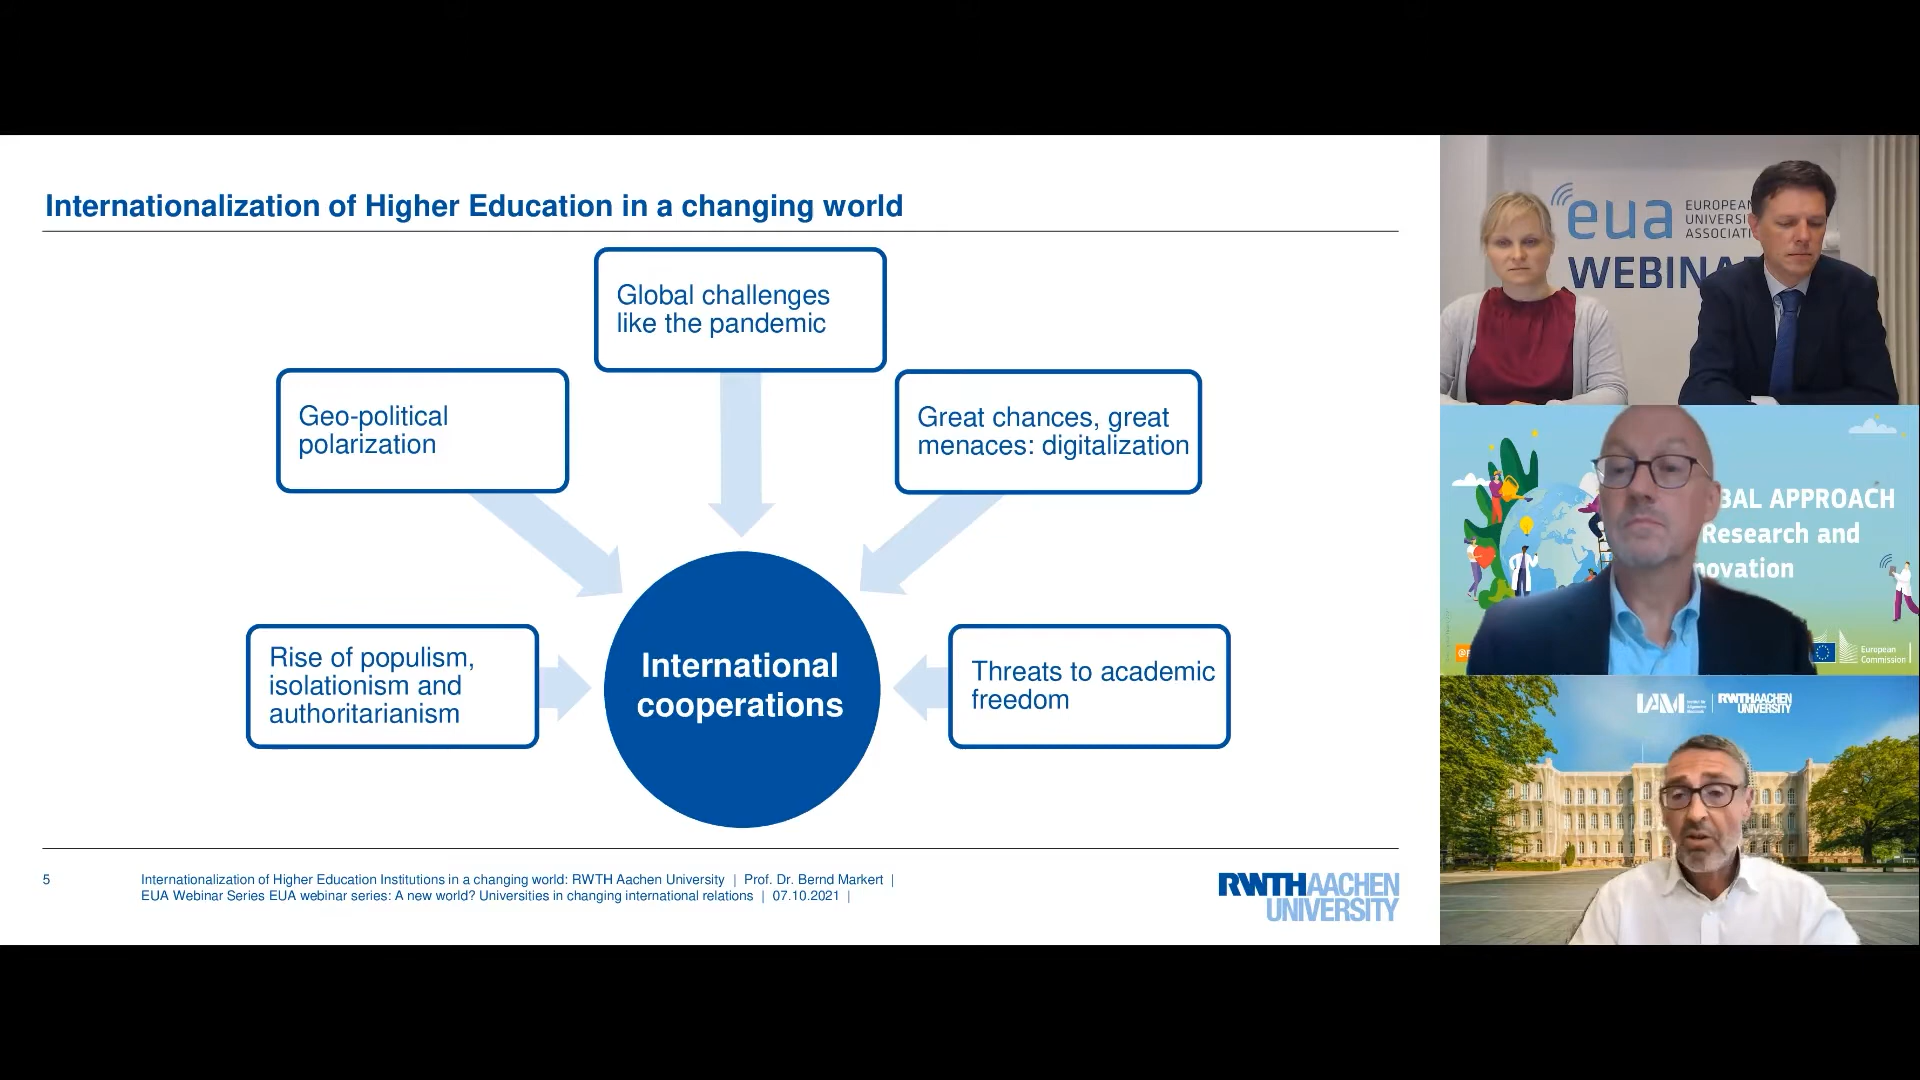 Internationalization of Higher Education in a changing world
Global challenges
like the pandemic
Geo-political
polarization
Great chances, great
menaces: digitalization
Rise of populism,
isolationism and
authoritarianism
International
cooperations
Threats to academic
freedom
5
Internationalization of Higher Education Institutions in a changing world: RWTH Aachen University | Prof. Dr. Bernd Markert |
EUA Webinar Series EUA webinar series: A new world? Universities in changing international relations | 07.10.2021 |
RWTHAACHEN
UNIVERSITY
eua
EUROPEAN
UNIVERSI
ASSOCIATI
WEBINA
BAL APPROACH
Research and
novation
European
Commission
IAM
RWTHAACHEN
UNIVERSITY